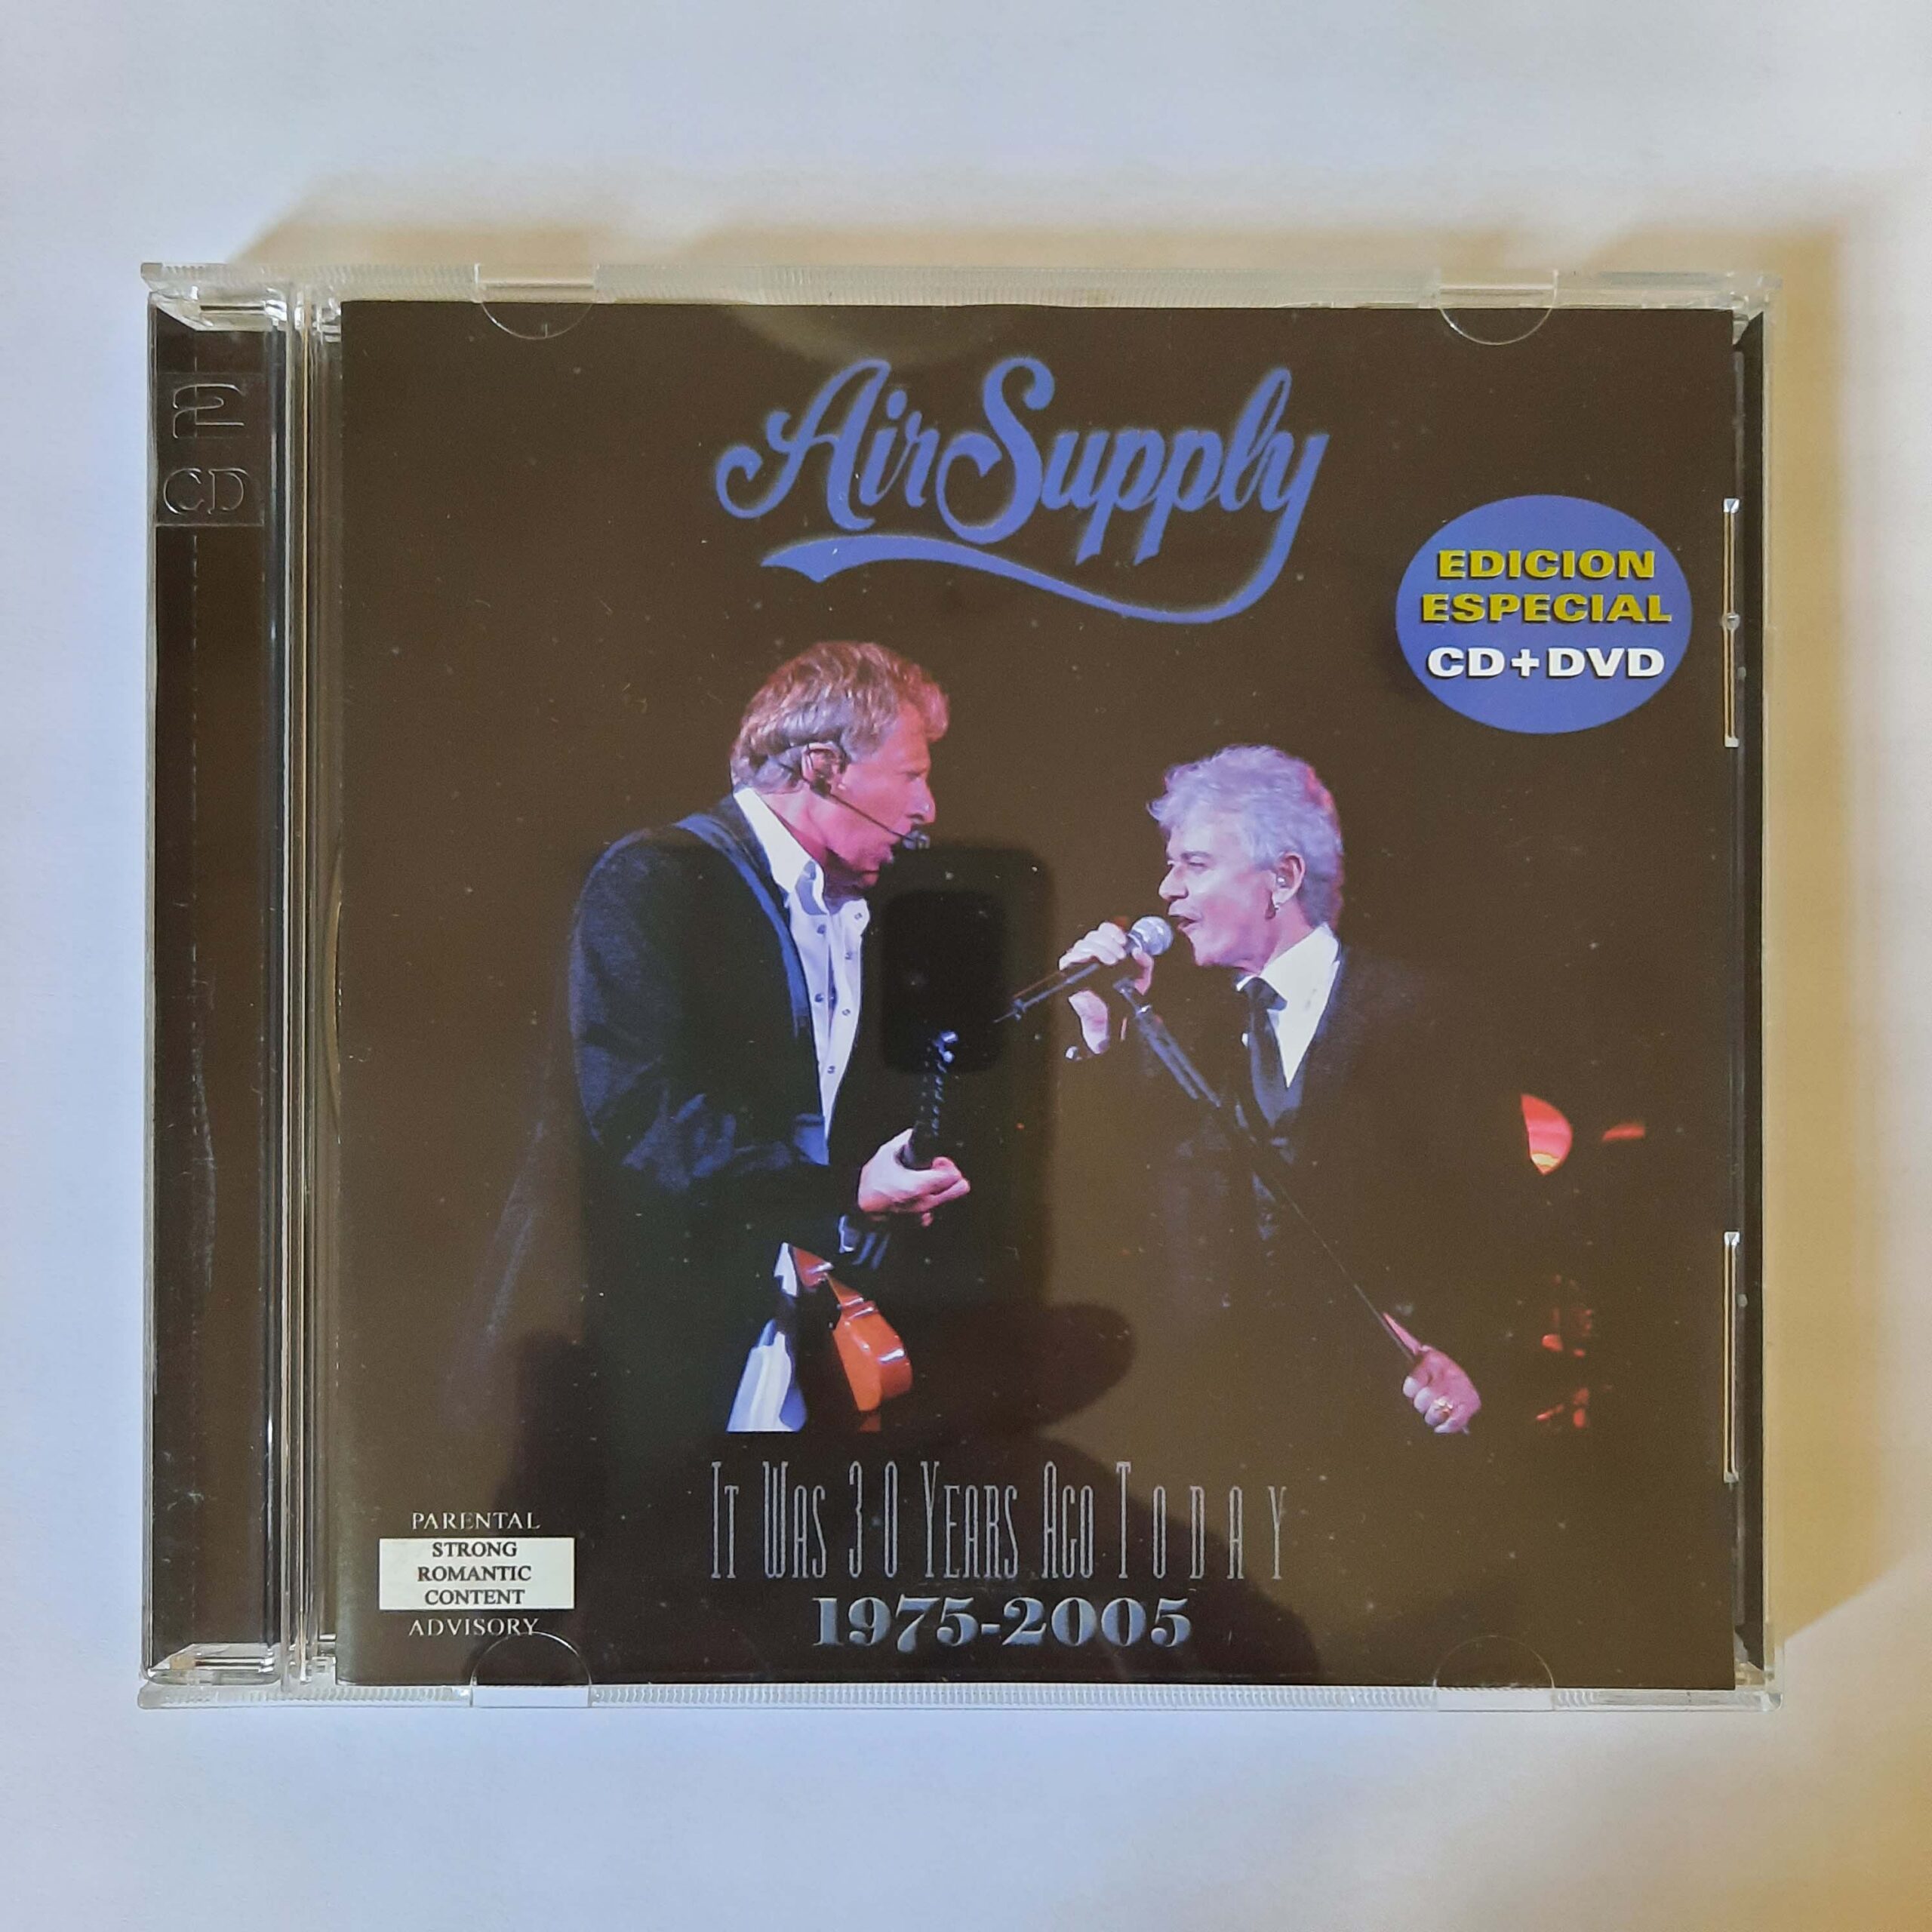 2
CD
Air Supply
EDICION
ESPECIAL
CD+DVD
IT WAS 30 YEARS AGO TODAY
1975-2005
PARENTAL
STRONG
ROMANTIC
CONTENT
ADVISORY